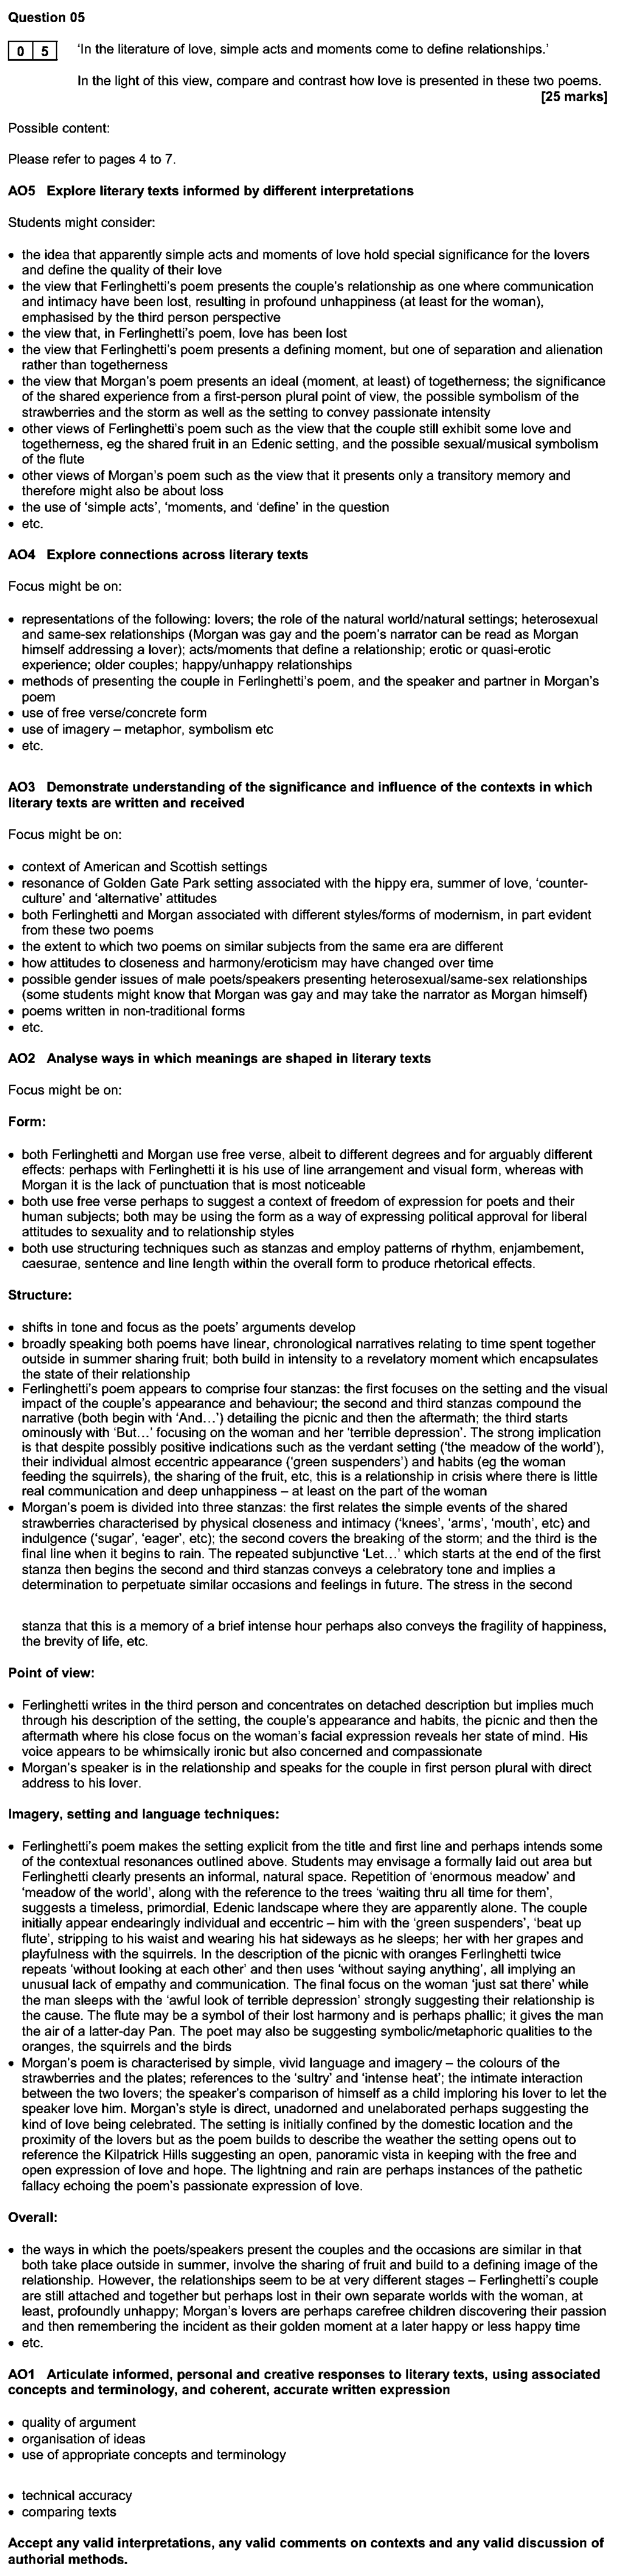 Question 05
0 5 ‘In the literature of love, simple acts and moments come to define relationships.’
In the light of this view, compare and contrast how love is presented in these two poems.
[25 marks]
Possible content:
Please refer to pages 4 to 7.
AO5 Explore literary texts informed by different interpretations
Students might consider:
• the idea that apparently simple acts and moments of love hold special significance for the lovers
and define the quality of their love
• the view that Ferlinghetti’s poem presents the couple’s relationship as one where communication
and intimacy have been lost, resulting in profound unhappiness (at least for the woman),
emphasised by the third person perspective
• the view that, in Ferlinghetti’s poem, love has been lost
• the view that Ferlinghetti’s poem presents a defining moment, but one of separation and alienation
rather than togetherness
• the view that Morgan’s poem presents an ideal (moment, at least) of togetherness; the significance
of the shared experience from a first-person plural point of view, the possible symbolism of the
strawberries and the storm as well as the setting to convey passionate intensity
• other views of Ferlinghetti’s poem such as the view that the couple still exhibit some love and
togetherness, eg the shared fruit in an Edenic setting, and the possible sexual/musical symbolism
of the flute
• other views of Morgan’s poem such as the view that it presents only a transitory memory and
therefore might also be about loss
• the use of ‘simple acts’, ‘moments, and ‘define’ in the question
• etc.
AO4 Explore connections across literary texts
Focus might be on:
• representations of the following: lovers; the role of the natural world/natural settings; heterosexual
and same-sex relationships (Morgan was gay and the poem’s narrator can be read as Morgan
himself addressing a lover); acts/moments that define a relationship; erotic or quasi-erotic
experience; older couples; happy/unhappy relationships
• methods of presenting the couple in Ferlinghetti’s poem, and the speaker and partner in Morgan’s
poem
• use of free verse/concrete form
• use of imagery – metaphor, symbolism etc
• etc.
AO3 Demonstrate understanding of the significance and influence of the contexts in which
literary texts are written and received
Focus might be on:
• context of American and Scottish settings
• resonance of Golden Gate Park setting associated with the hippy era, summer of love, ‘counter-
culture’ and ‘alternative’ attitudes
• both Ferlinghetti and Morgan associated with different styles/forms of modernism, in part evident
from these two poems
• the extent to which two poems on similar subjects from the same era are different
• how attitudes to closeness and harmony/eroticism may have changed over time
• possible gender issues of male poets/speakers presenting heterosexual/same-sex relationships
(some students might know that Morgan was gay and may take the narrator as Morgan himself)
• poems written in non-traditional forms
• etc.
AO2 Analyse ways in which meanings are shaped in literary texts
Focus might be on:
Form:
• both Ferlinghetti and Morgan use free verse, albeit to different degrees and for arguably different
effects: perhaps with Ferlinghetti it is his use of line arrangement and visual form, whereas with
Morgan it is the lack of punctuation that is most noticeable
• both use free verse perhaps to suggest a context of freedom of expression for poets and their
human subjects; both may be using the form as a way of expressing political approval for liberal
attitudes to sexuality and to relationship styles
• both use structuring techniques such as stanzas and employ patterns of rhythm, enjambement,
caesurae, sentence and line length within the overall form to produce rhetorical effects.
Structure:
• shifts in tone and focus as the poets’ arguments develop
• broadly speaking both poems have linear, chronological narratives relating to time spent together
outside in summer sharing fruit; both build in intensity to a revelatory moment which encapsulates
the state of their relationship
• Ferlinghetti’s poem appears to comprise four stanzas: the first focuses on the setting and the visual
impact of the couple’s appearance and behaviour; the second and third stanzas compound the
narrative (both begin with ‘And…’) detailing the picnic and then the aftermath; the third starts
ominously with ‘But…’ focusing on the woman and her ‘terrible depression’. The strong implication
is that despite possibly positive indications such as the verdant setting (‘the meadow of the world’),
their individual almost eccentric appearance (‘green suspenders’) and habits (eg the woman
feeding the squirrels), the sharing of the fruit, etc, this is a relationship in crisis where there is little
real communication and deep unhappiness – at least on the part of the woman
• Morgan’s poem is divided into three stanzas: the first relates the simple events of the shared
strawberries characterised by physical closeness and intimacy (‘knees’, ‘arms’, ‘mouth’, etc) and
indulgence (‘sugar’, ‘eager’, etc); the second covers the breaking of the storm; and the third is the
final line when it begins to rain. The repeated subjunctive ‘Let…’ which starts at the end of the first
stanza then begins the second and third stanzas conveys a celebratory tone and implies a
determination to perpetuate similar occasions and feelings in future. The stress in the second
stanza that this is a memory of a brief intense hour perhaps also conveys the fragility of happiness,
the brevity of life, etc.
Point of view:
• Ferlinghetti writes in the third person and concentrates on detached description but implies much
through his description of the setting, the couple’s appearance and habits, the picnic and then the
aftermath where his close focus on the woman’s facial expression reveals her state of mind. His
voice appears to be whimsically ironic but also concerned and compassionate
• Morgan’s speaker is in the relationship and speaks for the couple in first person plural with direct
address to his lover.
Imagery, setting and language techniques:
• Ferlinghetti’s poem makes the setting explicit from the title and first line and perhaps intends some
of the contextual resonances outlined above. Students may envisage a formally laid out area but
Ferlinghetti clearly presents an informal, natural space. Repetition of ‘enormous meadow’ and
‘meadow of the world’, along with the reference to the trees ‘waiting thru all time for them’,
suggests a timeless, primordial, Edenic landscape where they are apparently alone. The couple
initially appear endearingly individual and eccentric – him with the ‘green suspenders’, ‘beat up
flute’, stripping to his waist and wearing his hat sideways as he sleeps; her with her grapes and
playfulness with the squirrels. In the description of the picnic with oranges Ferlinghetti twice
repeats ‘without looking at each other’ and then uses ‘without saying anything’, all implying an
unusual lack of empathy and communication. The final focus on the woman ‘just sat there’ while
the man sleeps with the ‘awful look of terrible depression’ strongly suggesting their relationship is
the cause. The flute may be a symbol of their lost harmony and is perhaps phallic; it gives the man
the air of a latter-day Pan. The poet may also be suggesting symbolic/metaphoric qualities to the
oranges, the squirrels and the birds
• Morgan’s poem is characterised by simple, vivid language and imagery – the colours of the
strawberries and the plates; references to the ‘sultry’ and ‘intense heat’; the intimate interaction
between the two lovers; the speaker’s comparison of himself as a child imploring his lover to let the
speaker love him. Morgan’s style is direct, unadorned and unelaborated perhaps suggesting the
kind of love being celebrated. The setting is initially confined by the domestic location and the
proximity of the lovers but as the poem builds to describe the weather the setting opens out to
reference the Kilpatrick Hills suggesting an open, panoramic vista in keeping with the free and
open expression of love and hope. The lightning and rain are perhaps instances of the pathetic
fallacy echoing the poem’s passionate expression of love.
Overall:
• the ways in which the poets/speakers present the couples and the occasions are similar in that
both take place outside in summer, involve the sharing of fruit and build to a defining image of the
relationship. However, the relationships seem to be at very different stages – Ferlinghetti’s couple
are still attached and together but perhaps lost in their own separate worlds with the woman, at
least, profoundly unhappy; Morgan’s lovers are perhaps carefree children discovering their passion
and then remembering the incident as their golden moment at a later happy or less happy time
• etc.
AO1 Articulate informed, personal and creative responses to literary texts, using associated
concepts and terminology, and coherent, accurate written expression
• quality of argument
• organisation of ideas
• use of appropriate concepts and terminology
• technical accuracy
• comparing texts
Accept any valid interpretations, any valid comments on contexts and any valid discussion of
authorial methods.